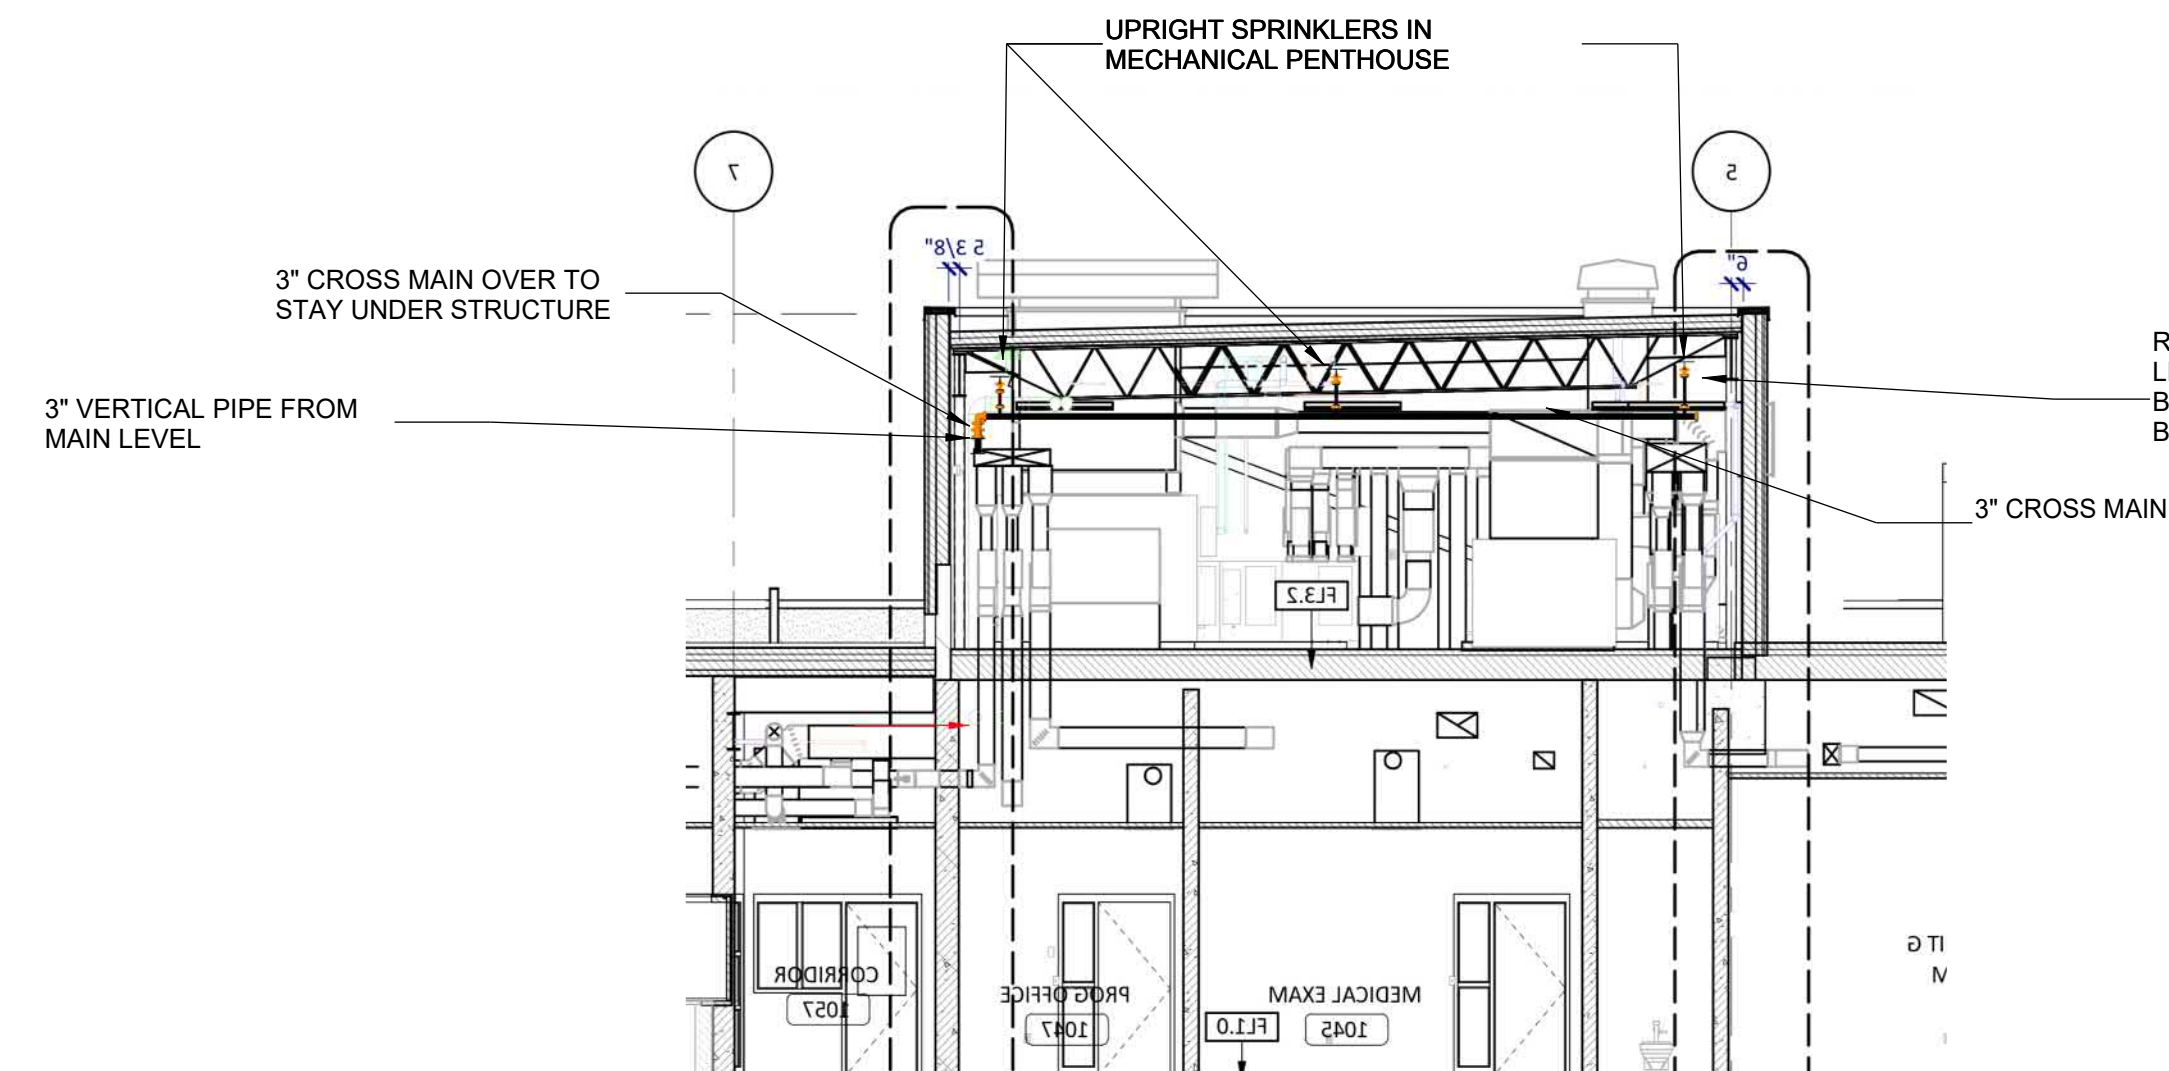 UPRIGHT SPRINKLERS IN
MECHANICAL PENTHOUSE
7
5
5 3/8"
6"
3" CROSS MAIN OVER TO
STAY UNDER STRUCTURE
R
L
B
B
3" VERTICAL PIPE FROM
MAIN LEVEL
3" CROSS MAIN
FL3.2
IT G
M
CORRIDOR
1057
PROG OFFICE
1047
MEDICAL EXAM
1045
FL1.0